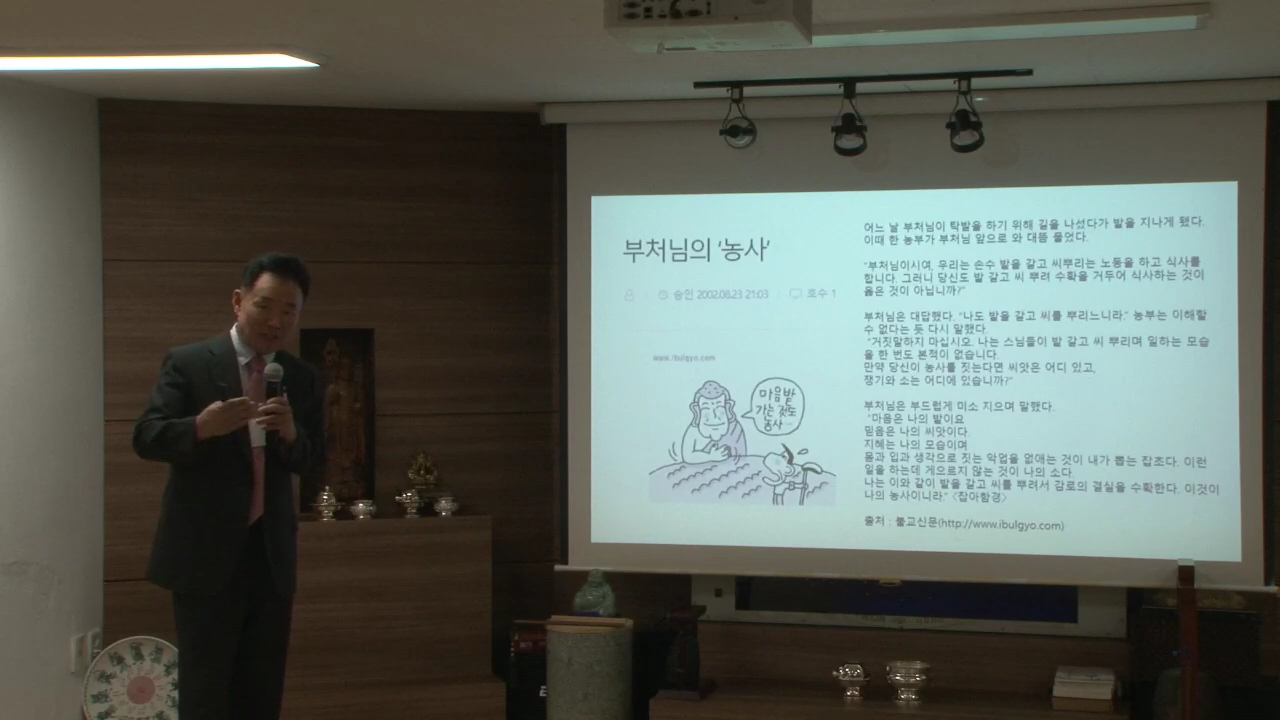 부처님의 '농사'
승인 2002.08.23 21:03
호수 1
www.ibulgyo.com
마음밭
가는 것도
농사…
어느 날 부처님이 탁발을 하기 위해 길을 나섰다가 밭을 지나게 됐다.
이때 한 농부가 부처님 앞으로 와 대뜸 물었다.
"부처님이시여, 우리는 손수 밭을 갈고 씨뿌리는 노동을 하고 식사를
합니다. 그러니 당신도 밭 갈고 씨 뿌려 수확을 거두어 식사하는 것이
옳은 것이 아닙니까?"
부처님은 대답했다. "나도 밭을 갈고 씨를 뿌리느니라." 농부는 이해할
수 없다는 듯 다시 말했다.
"거짓말하지 마십시오. 나는 스님들이 밭 갈고 씨 뿌리며 일하는 모습
을 한 번도 본적이 없습니다.
만약 당신이 농사를 짓는다면 씨앗은 어디 있고,
쟁기와 소는 어디에 있습니까?"
부처님은 부드럽게 미소 지으며 말했다.
"마음은 나의 밭이요
믿음은 나의 씨앗이다.
지혜는 나의 모습이며
몸과 입과 생각으로 짓는 악업을 없애는 것이 내가 뽑는 잡초다. 이런
일을 하는데 게으르지 않는 것이 나의 소다.
나는 이와 같이 밭을 갈고 씨를 뿌려서 감로의 결실을 수확한다. 이것이
나의 농사이니라." <잡아함경>
출처 : 불교신문(http://www.ibulgyo.com)